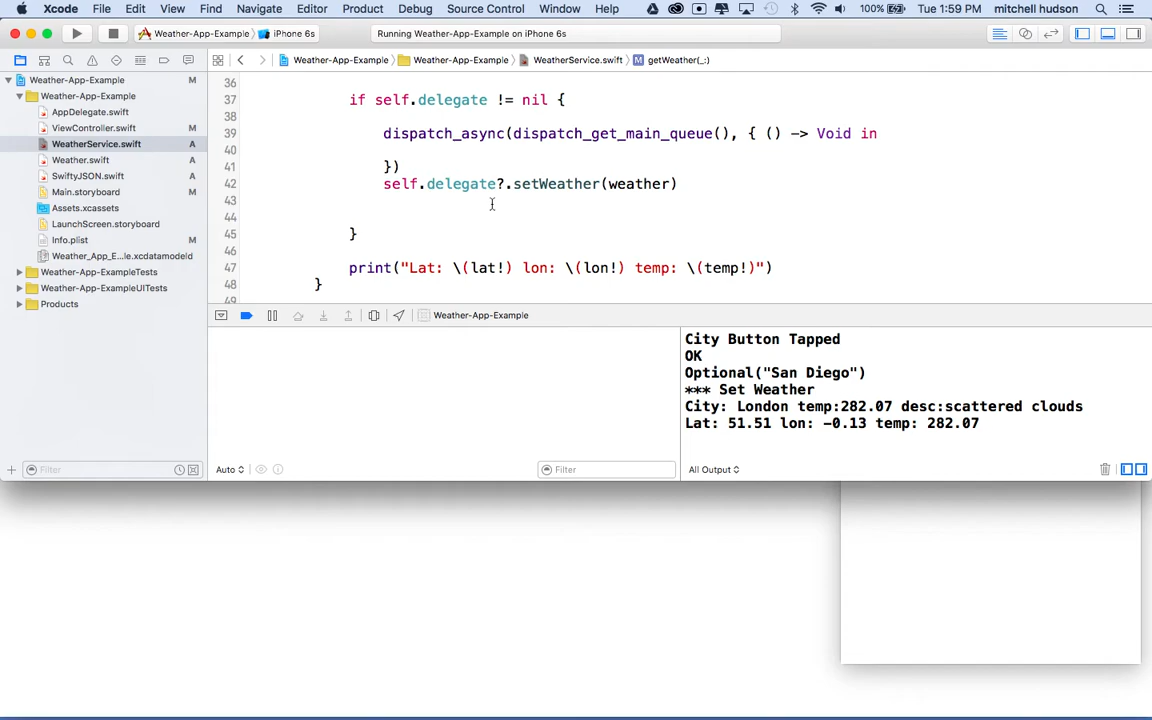 Xcode File Edit View Find Navigate Editor Product Debug Source Control Window Help 100% Tue 1:59 PM mitchell hudson
Weather-App-Example iPhone 6s Running Weather-App-Example on iPhone 6s
Weather-App-Example Weather-App-Example WeatherService.swift M getWeather(_:)
Weather-App-Example M
Weather-App-Example
AppDelegate.swift
ViewController.swift M
WeatherService.swift A
Weather.swift A
SwiftyJSON.swift A
Main.storyboard M
Assets.xcassets
LaunchScreen.storyboard
Info.plist M
Weather_App_E...le.xcdatamodeld
Weather-App-ExampleTests
Weather-App-ExampleUITests
Products
Filter
36
37 if self.delegate != nil {
38
39 dispatch_async(dispatch_get_main_queue(), { () -> Void in
40
41 })
42 self.delegate?.setWeather(weather)
43
44
45 }
46
47 print("Lat: \(lat!) lon: \(lon!) temp: \(temp!)")
48 }
49
Weather-App-Example
City Button Tapped
OK
Optional("San Diego")
*** Set Weather
City: London temp:282.07 desc:scattered clouds
Lat: 51.51 lon: -0.13 temp: 282.07
Auto Filter All Output